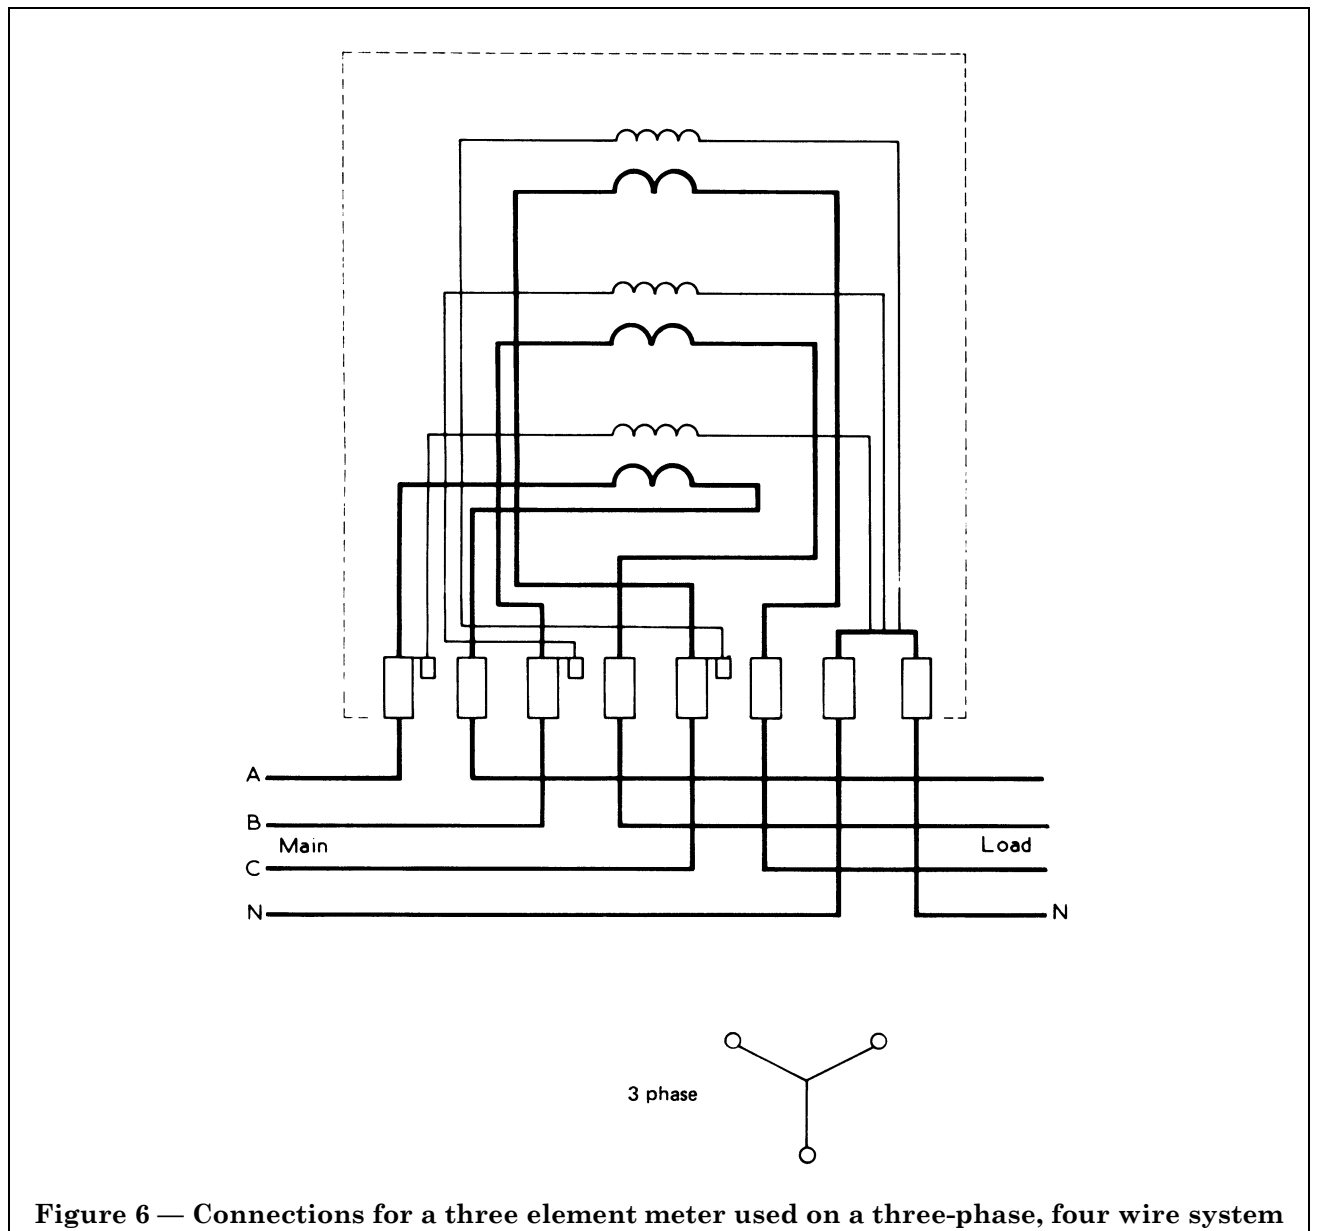 A
B
Main
Load
C
N
N
3 phase
Figure 6 — Connections for a three element meter used on a three-phase, four wire system